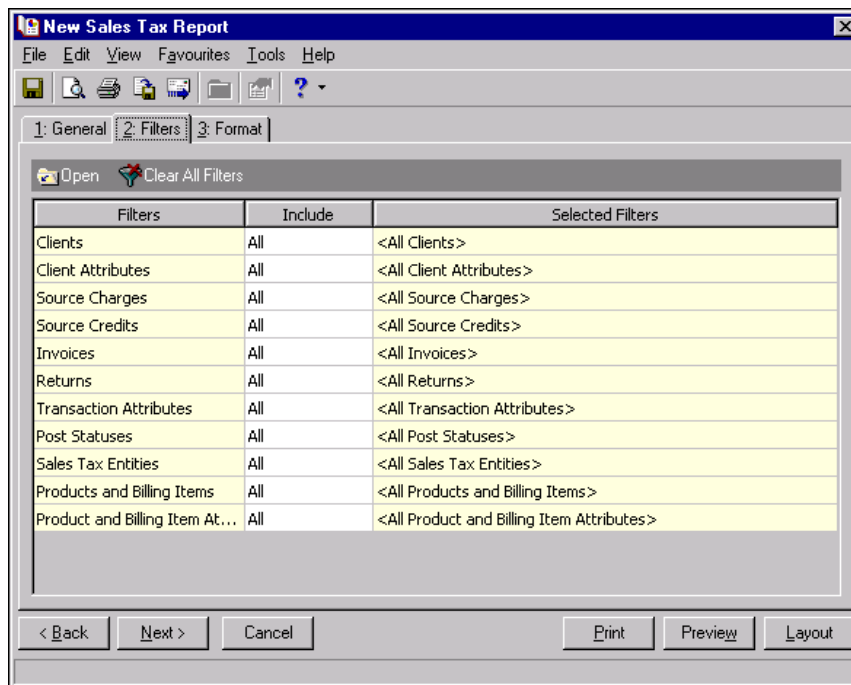 New Sales Tax Report
File Edit View Favourites Tools Help
?
1: General 2: Filters 3: Format
Open Clear All Filters
Filters Include Selected Filters
Clients All <All Clients>
Client Attributes All <All Client Attributes>
Source Charges All <All Source Charges>
Source Credits All <All Source Credits>
Invoices All <All Invoices>
Returns All <All Returns>
Transaction Attributes All <All Transaction Attributes>
Post Statuses All <All Post Statuses>
Sales Tax Entities All <All Sales Tax Entities>
Products and Billing Items All <All Products and Billing Items>
Product and Billing Item At... All <All Product and Billing Item Attributes>
< Back Next > Cancel Print Preview Layout